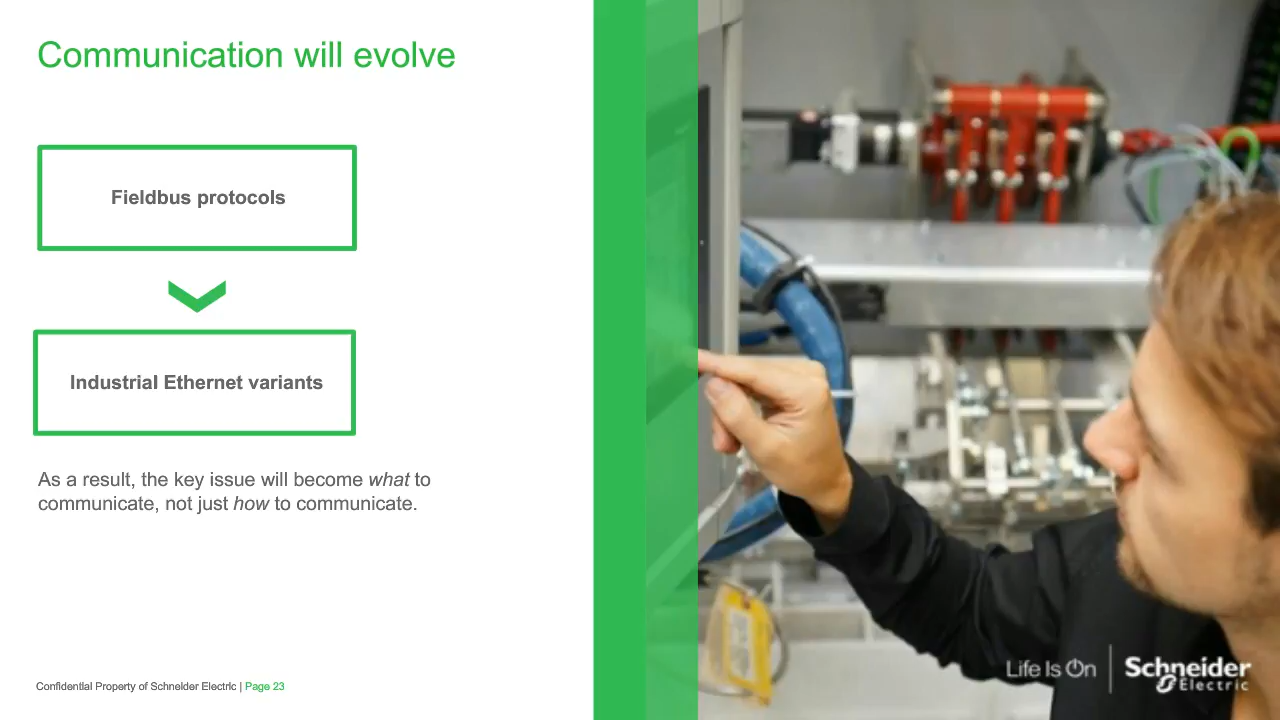 Communication will evolve
Fieldbus protocols
Industrial Ethernet variants
As a result, the key issue will become what to
communicate, not just how to communicate.
Confidential Property of Schneider Electric | Page 23
Life Is On
Schneider
Electric